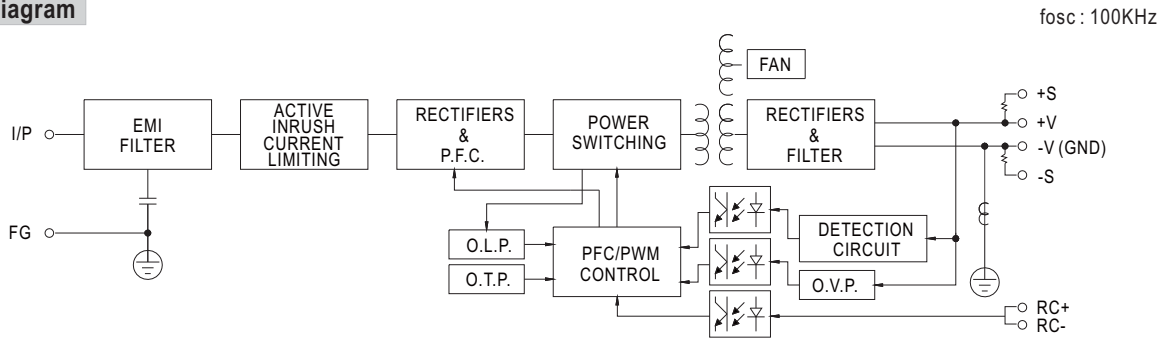 iagram
fosc : 100KHz
FAN
I/P
EMI
FILTER
ACTIVE
INRUSH
CURRENT
LIMITING
RECTIFIERS
&
P.F.C.
POWER
SWITCHING
RECTIFIERS
&
FILTER
+S
+V
-V (GND)
-S
FG
O.L.P.
O.T.P.
PFC/PWM
CONTROL
DETECTION
CIRCUIT
O.V.P.
RC+
RC-